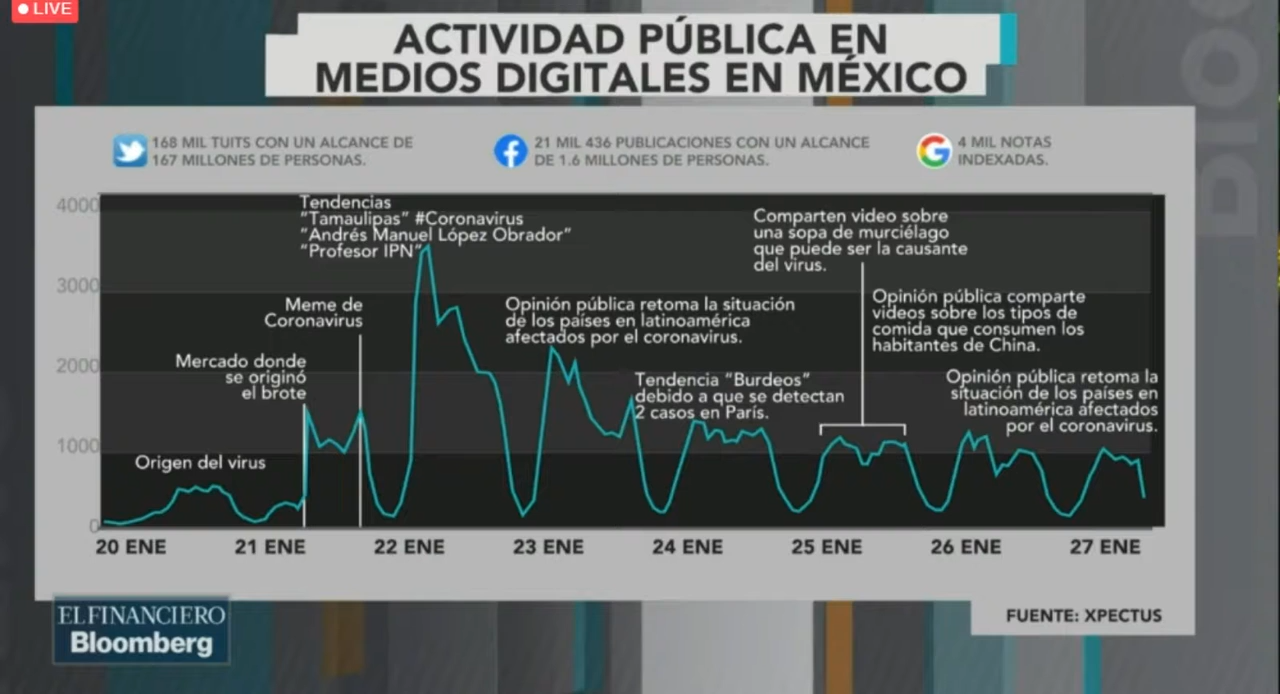 LIVE
ACTIVIDAD PÚBLICA EN
MEDIOS DIGITALES EN MÉXICO
168 MIL TUITS CON UN ALCANCE DE
167 MILLONES DE PERSONAS.
21 MIL 436 PUBLICACIONES CON UN ALCANCE
DE 1.6 MILLONES DE PERSONAS.
4 MIL NOTAS
INDEXADAS.
4000
3000
2000
1000
0
Origen del virus
Mercado donde
se originó
el brote
Meme de
Coronavirus
Tendencias
"Tamaulipas" #Coronavirus
"Andrés Manuel López Obrador"
"Profesor IPN"
Opinión pública retoma la situación
de los países en latinoamérica
afectados por el coronavirus.
Tendencia "Burdeos"
debido a que se detectan
2 casos en París.
Comparten video sobre
una sopa de murciélago
que puede ser la causante
del virus.
Opinión pública comparte
videos sobre los tipos de
comida que consumen los
habitantes de China.
Opinión pública retoma la
situación de los países en
latinoamérica afectados
por el coronavirus.
20 ENE
21 ENE
22 ENE
23 ENE
24 ENE
25 ENE
26 ENE
27 ENE
FUENTE: XPECTUS
EL FINANCIERO
Bloomberg